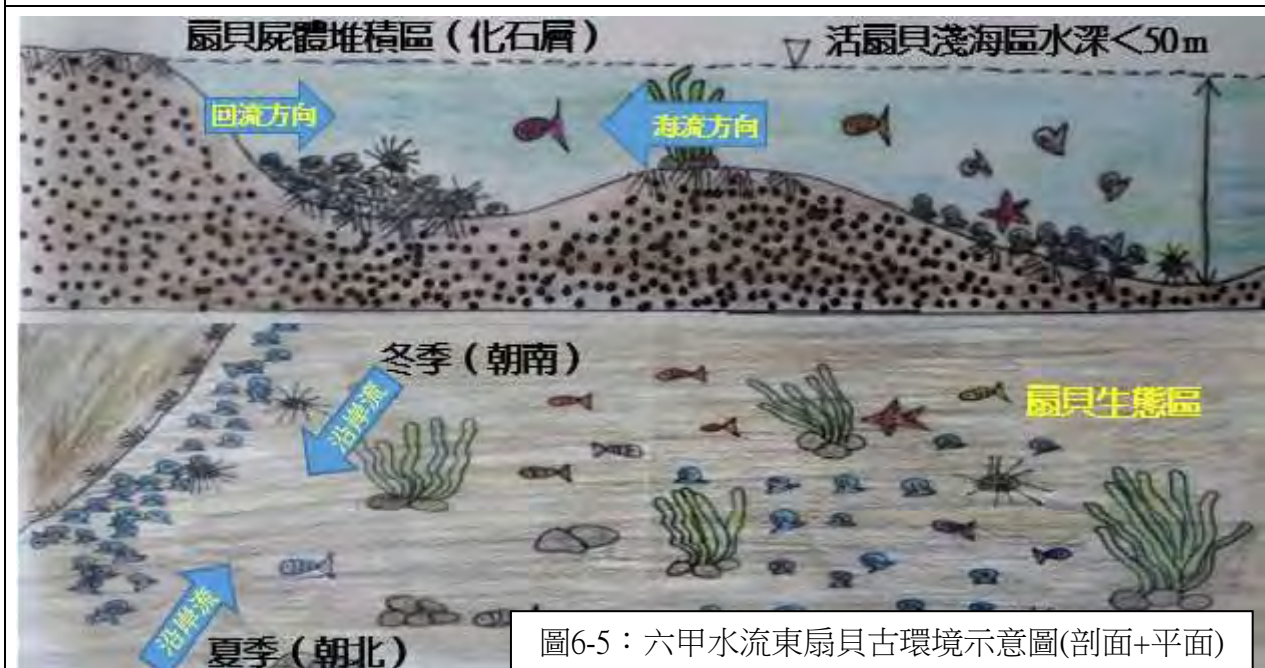 扇貝屍體堆積區（化石層）
活扇貝淺海區水深＜50 m
回流方向
海流方向
冬季（朝南）
沿岸流
扇貝生態區
沿岸流
夏季（朝北）
圖6-5：六甲水流東扇貝古環境示意圖(剖面+平面)